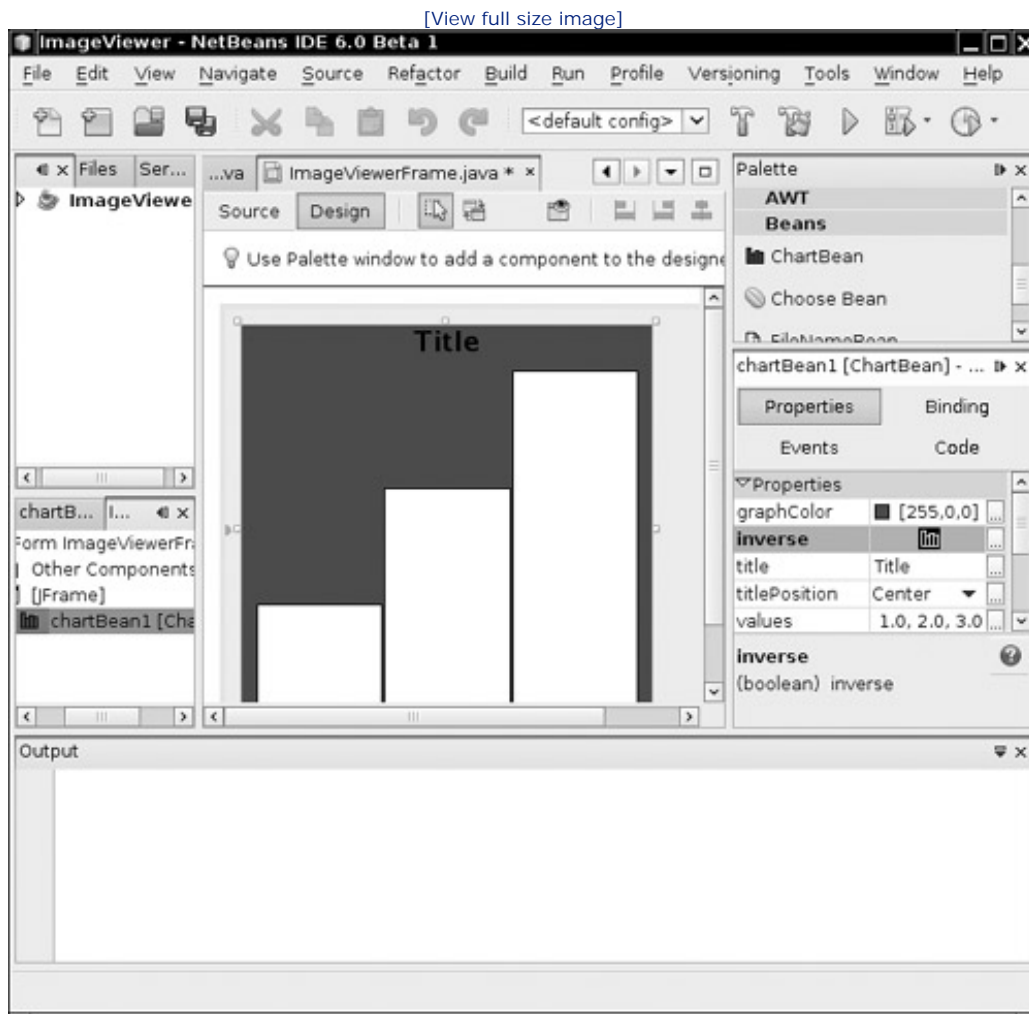 [View full size image]
ImageViewer - NetBeans IDE 6.0 Beta 1
File Edit View Navigate Source Refactor Build Run Profile Versioning Tools Window Help
<default config>
Files Ser...
ImageViewe
...va ImageViewerFrame.java *
Source Design
Use Palette window to add a component to the designe
Title
Palette
AWT
Beans
ChartBean
Choose Bean
FileNameBean
chartBean1 [ChartBean] - ...
Properties Binding
Events Code
Properties
graphColor [255,0,0] ...
inverse ...
title Title ...
titlePosition Center ...
values 1.0, 2.0, 3.0 ...
inverse
(boolean) inverse
chartB... I...
Form ImageViewerFr
Other Components
[JFrame]
chartBean1 [Cha
Output